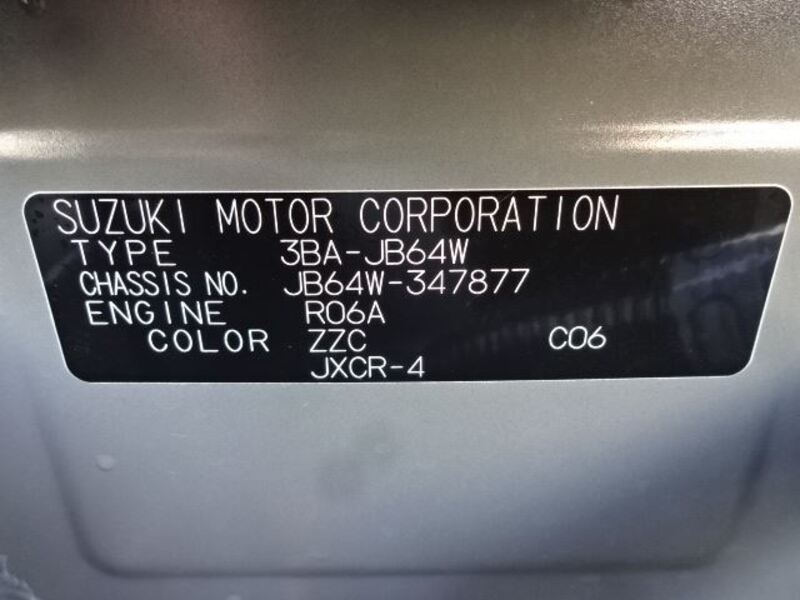 SUZUKI MOTOR CORPORATION
TYPE 3BA-JB64W
CHASSIS NO. JB64W-347877
ENGINE R06A
COLOR ZZC C06
JXCR-4